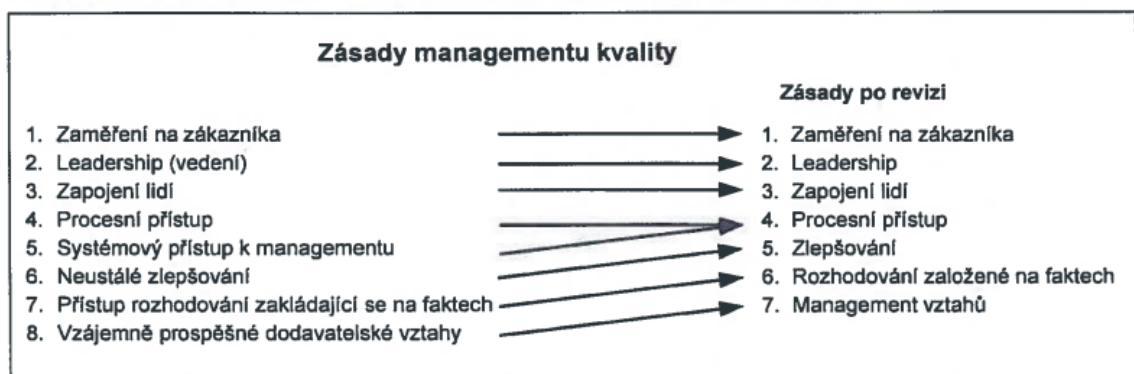 Zásady managementu kvality
Zásady po revizi
1. Zaměření na zákazníka
2. Leadership (vedení)
3. Zapojení lidí
4. Procesní přístup
5. Systémový přístup k managementu
6. Neustálé zlepšování
7. Přístup rozhodování zakládající se na faktech
8. Vzájemně prospěšné dodavatelské vztahy
1. Zaměření na zákazníka
2. Leadership
3. Zapojení lidí
4. Procesní přístup
5. Zlepšování
6. Rozhodování založené na faktech
7. Management vztahů